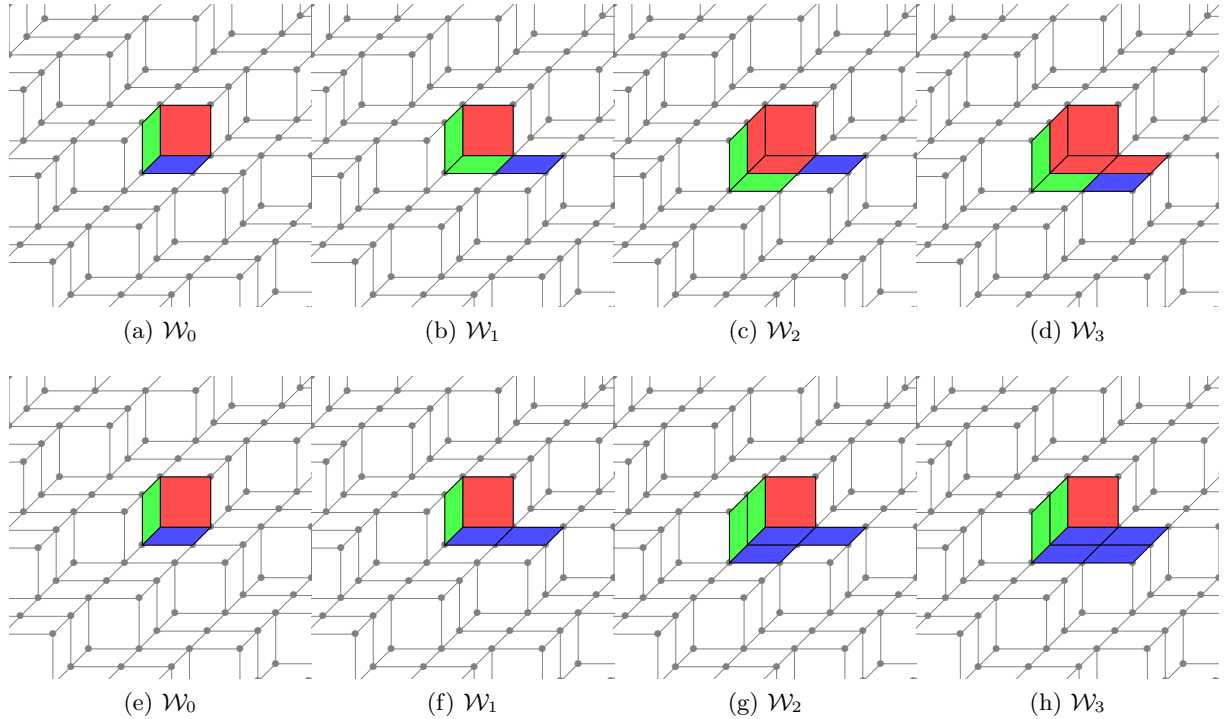 (a) 𝒲₀ (b) 𝒲₁ (c) 𝒲₂ (d) 𝒲₃
(e) 𝒲₀ (f) 𝒲₁ (g) 𝒲₂ (h) 𝒲₃